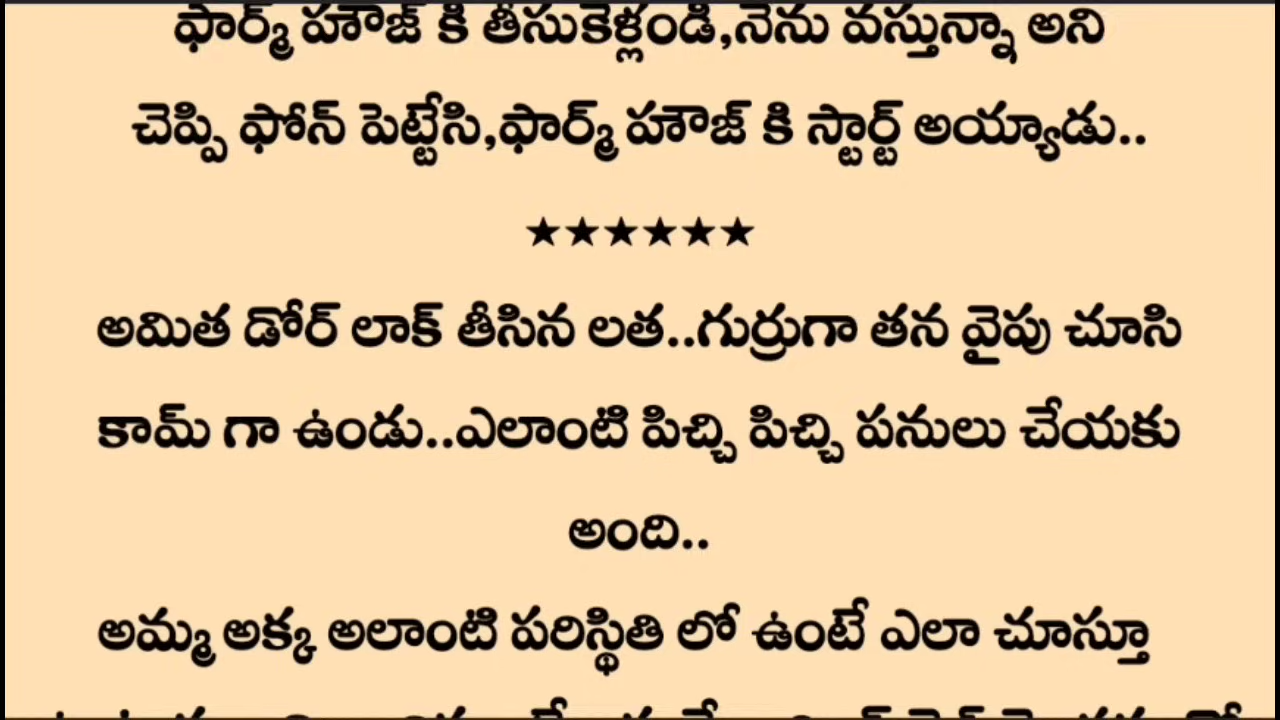 ఫార్మ్ హౌజ్ కి తీసుకెళ్లండి,నేను వస్తున్నా అని
చెప్పి ఫోన్ పెట్టేసి,ఫార్మ్ హౌజ్ కి స్టార్ట్ అయ్యాడు..
★★★★★★
అమిత డోర్ లాక్ తీసిన లత..గుర్రుగా తన వైపు చూసి
కామ్ గా ఉండు..ఎలాంటి పిచ్చి పిచ్చి పనులు చేయకు
అంది..
అమ్మ అక్క అలాంటి పరిస్థితి లో ఉంటే ఎలా చూస్తూ